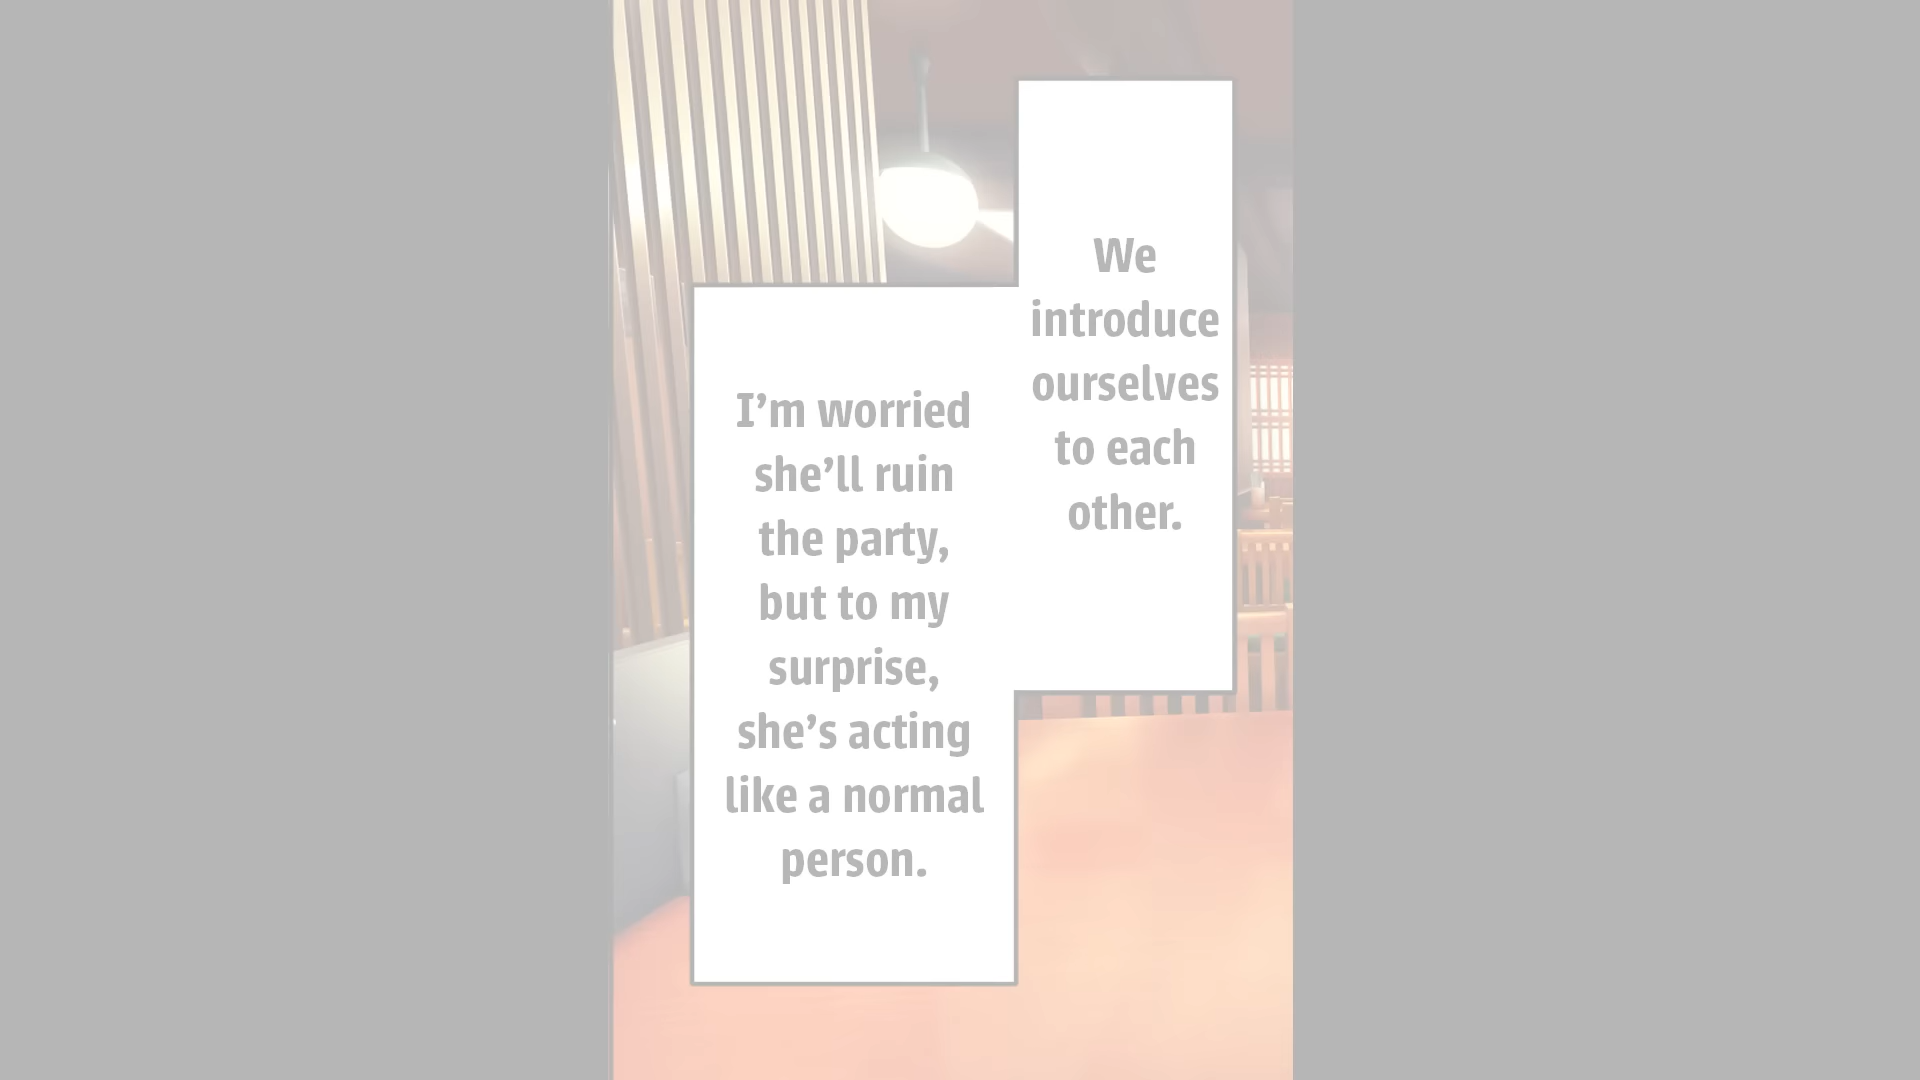 We
introduce
ourselves
to each
other.
I’m worried
she’ll ruin
the party,
but to my
surprise,
she’s acting
like a normal
person.